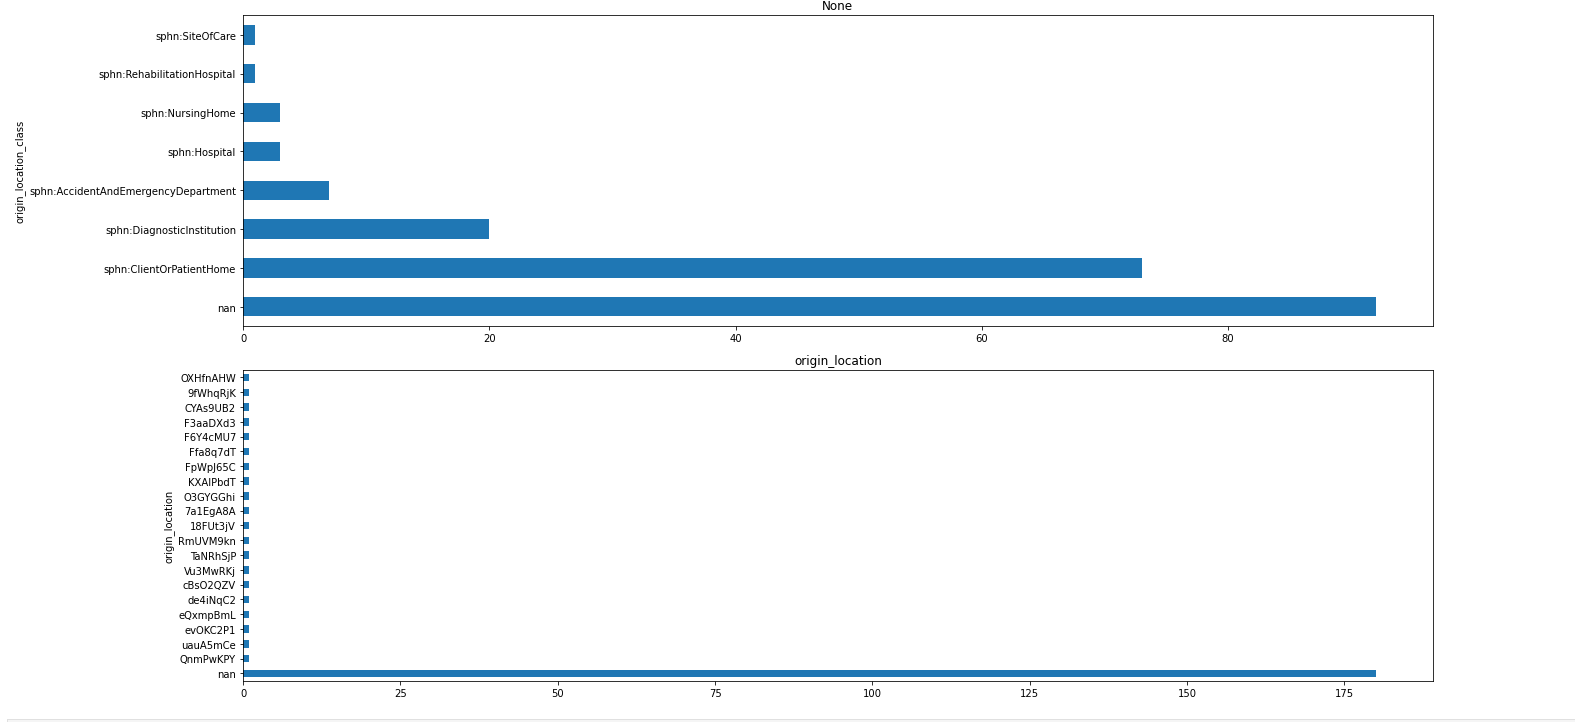 None
sphn:SiteOfCare
sphn:RehabilitationHospital
sphn:NursingHome
sphn:Hospital
sphn:AccidentAndEmergencyDepartment
sphn:DiagnosticInstitution
sphn:ClientOrPatientHome
nan
origin_location_class
0 20 40 60 80
origin_location
OXHfnAHW
9fWhqRjK
CYAs9UB2
F3aaDXd3
F6Y4cMU7
Ffa8q7dT
FpWpJ65C
KXAIPbdT
O3GYGGhi
7a1EgA8A
18FUt3jV
RmUVM9kn
TaNRhSjP
Vu3MwRKj
cBsO2QZV
de4iNqC2
eQxmpBmL
evOKC2P1
uauA5mCe
QnmPwKPY
nan
origin_location
0 25 50 75 100 125 150 175